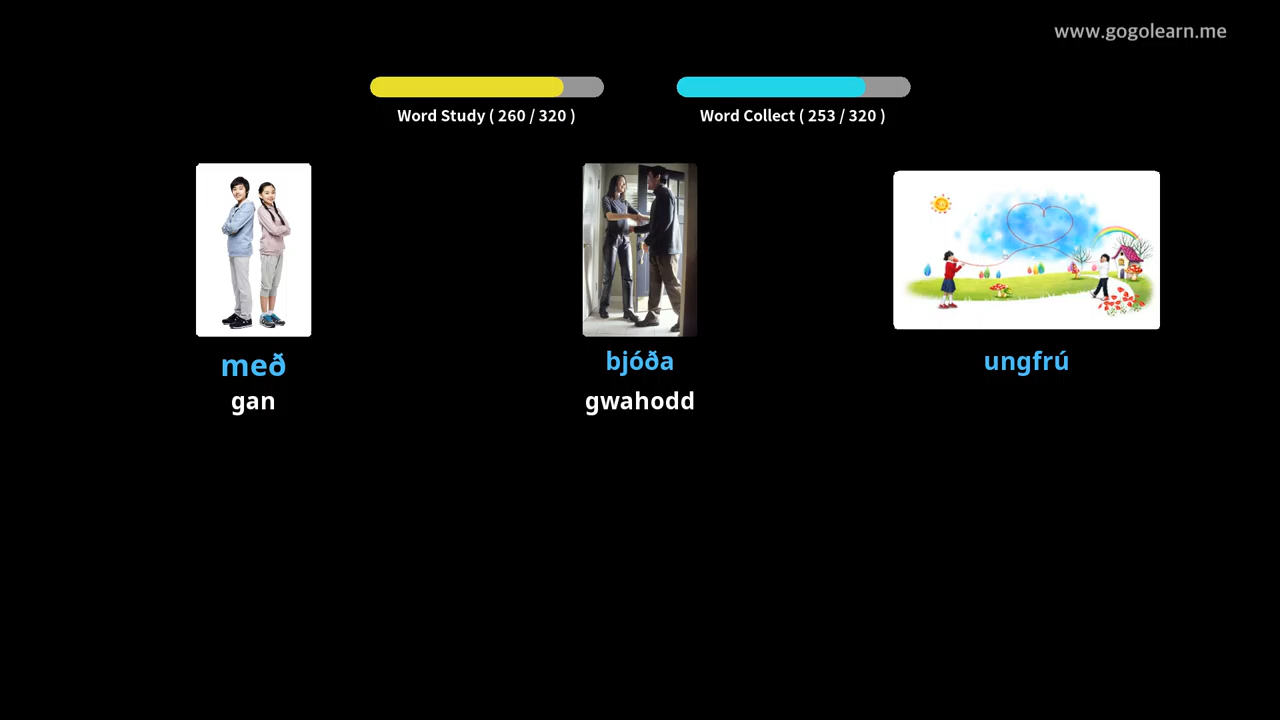 www.gogolearn.me
Word Study ( 260 / 320 )
Word Collect ( 253 / 320 )
með
bjóða
ungfrú
gan
gwahodd